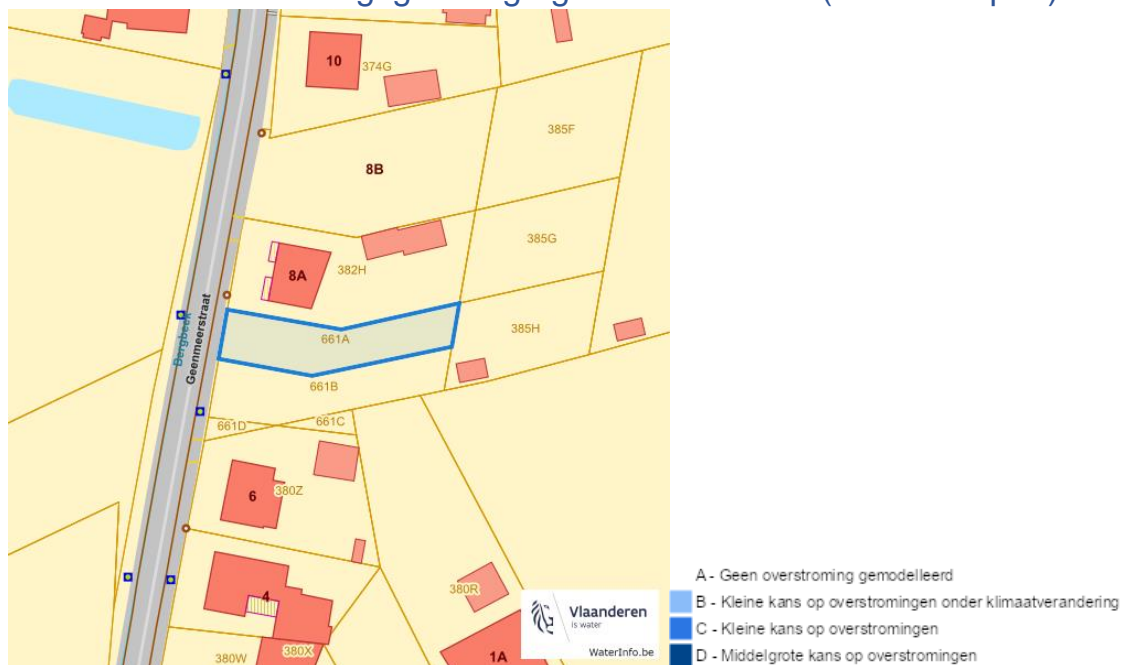 10
374G
385F
8B
385G
8A
382H
Bergbeek
Geenmeerstraat
661A
385H
661B
661D
661C
6
380Z
4
380R
380W
380X
1A
Vlaanderen
is water
WaterInfo.be
A - Geen overstroming gemodelleerd
B - Kleine kans op overstromingen onder klimaatverandering
C - Kleine kans op overstromingen
D - Middelgrote kans op overstromingen